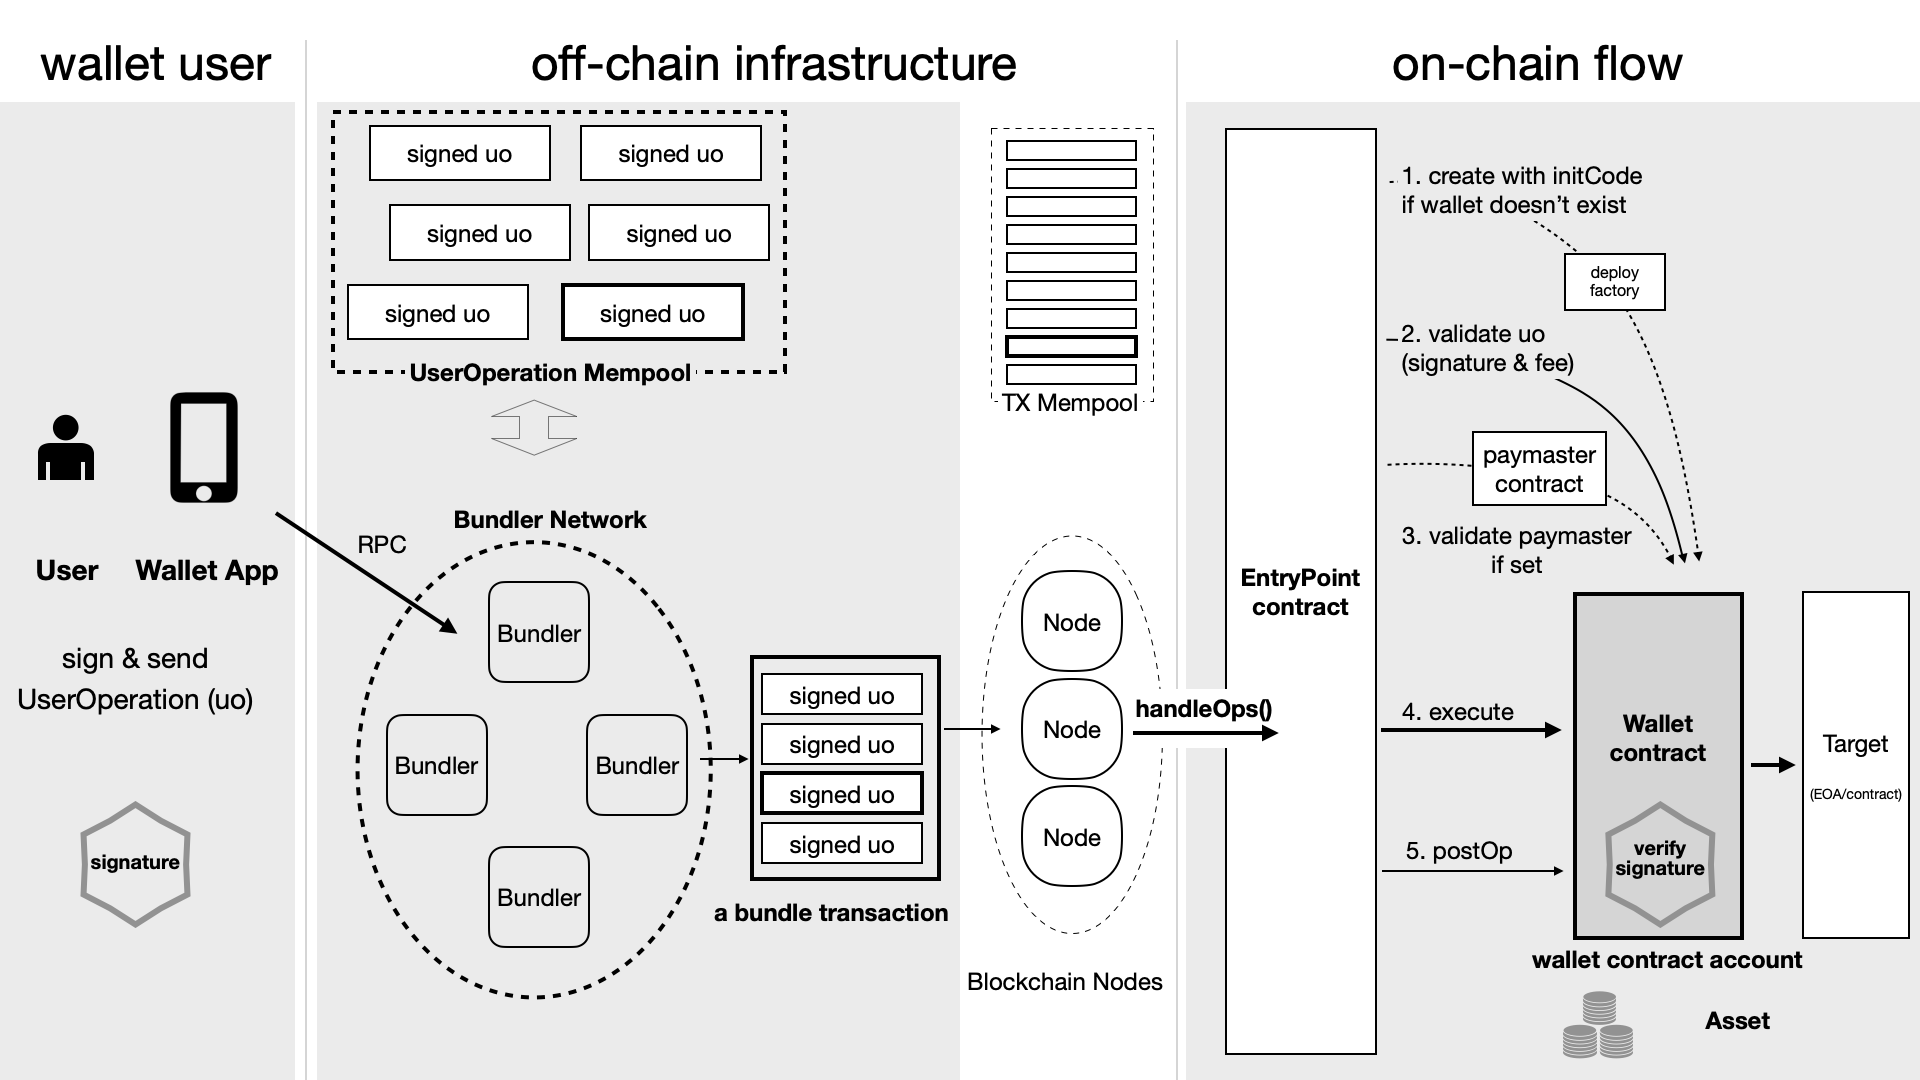 wallet user
off-chain infrastructure
on-chain flow
User
Wallet App
sign & send
UserOperation (uo)
signature
signed uo
signed uo
signed uo
signed uo
signed uo
signed uo
UserOperation Mempool
RPC
Bundler Network
Bundler
Bundler
Bundler
Bundler
signed uo
signed uo
signed uo
signed uo
a bundle transaction
TX Mempool
Node
Node
Node
Blockchain Nodes
handleOps()
EntryPoint
contract
1. create with initCode
if wallet doesn’t exist
deploy
factory
2. validate uo
(signature & fee)
paymaster
contract
3. validate paymaster
if set
4. execute
5. postOp
Wallet
contract
verify
signature
wallet contract account
Target
(EOA/contract)
Asset